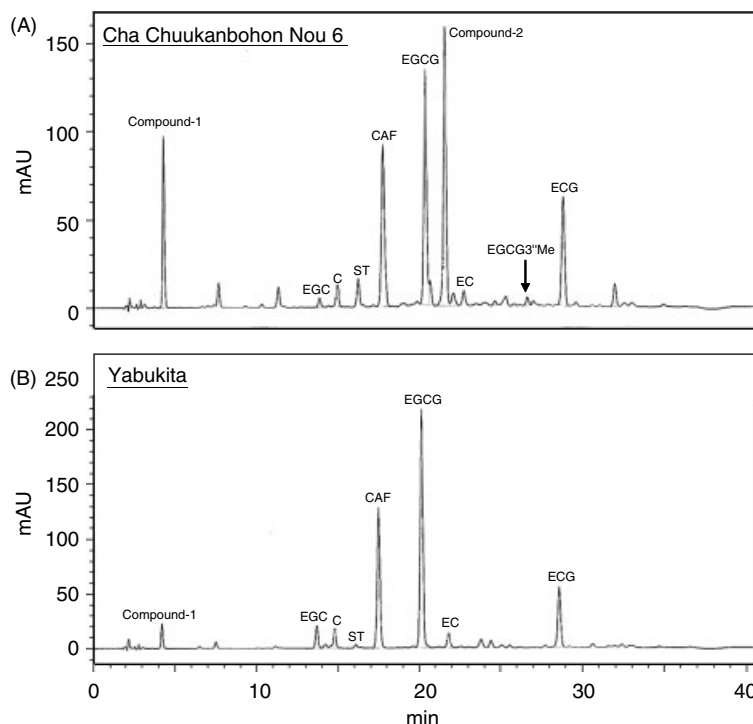 (A)
Cha Chuukanbohon Nou 6
150
100
50
0
mAU
Compound-1
EGC
C
ST
CAF
EGCG
Compound-2
EC
EGCG3"Me
ECG
(B)
Yabukita
250
200
150
100
50
0
mAU
Compound-1
EGC
C
ST
CAF
EGCG
EC
ECG
0
10
20
30
40
min